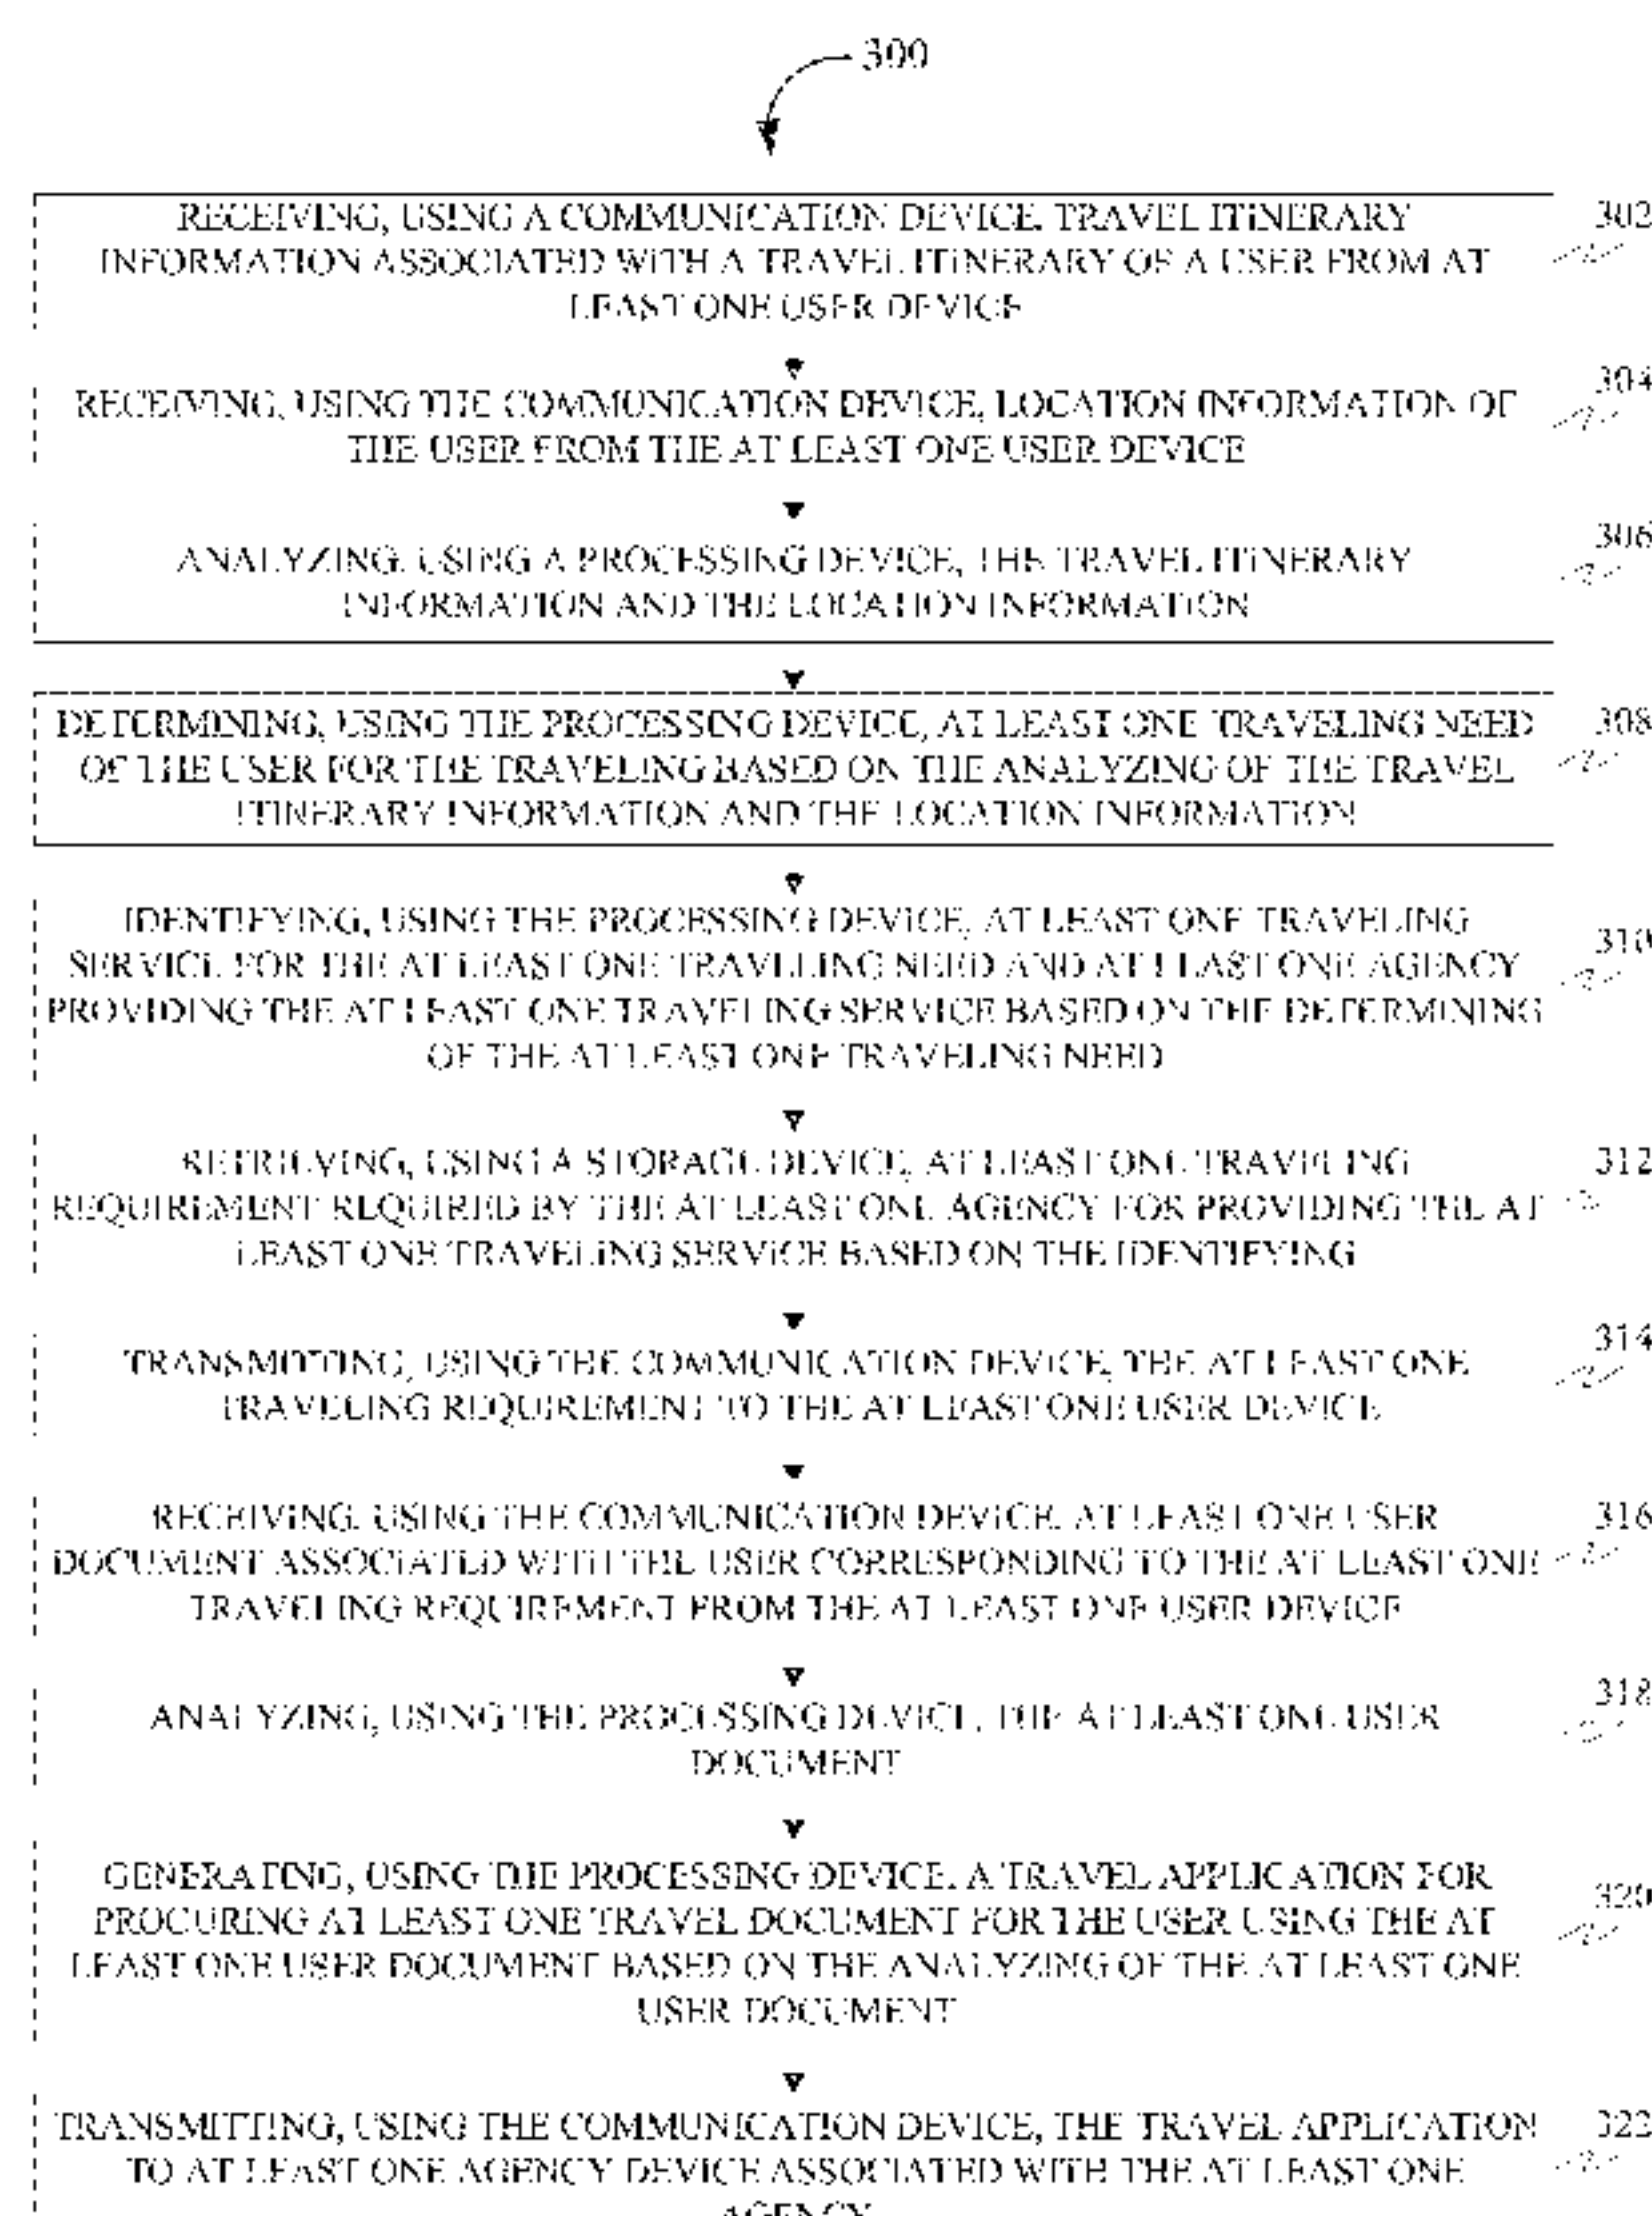 300
RECEIVING, USING A COMMUNICATION DEVICE, TRAVEL ITINERARY
302
INFORMATION ASSOCIATED WITH A TRAVEL ITINERARY OF A USER FROM AT
LEAST ONE USER DEVICE
304
RECEIVING, USING THE COMMUNICATION DEVICE, LOCATION INFORMATION OF
THE USER FROM THE AT LEAST ONE USER DEVICE
306
ANALYZING, USING A PROCESSING DEVICE, THE TRAVEL ITINERARY
INFORMATION AND THE LOCATION INFORMATION
DETERMINING, USING THE PROCESSING DEVICE, AT LEAST ONE TRAVELING NEED
308
OF THE USER FOR THE TRAVELING BASED ON THE ANALYZING OF THE TRAVEL
ITINERARY INFORMATION AND THE LOCATION INFORMATION
IDENTIFYING, USING THE PROCESSING DEVICE, AT LEAST ONE TRAVELING
310
SERVICE FOR THE AT LEAST ONE TRAVELING NEED AND AT LEAST ONE AGENCY
PROVIDING THE AT LEAST ONE TRAVELING SERVICE BASED ON THE DETERMINING
OF THE AT LEAST ONE TRAVELING NEED
RETRIEVING, USING A STORAGE DEVICE, AT LEAST ONE TRAVELING
312
REQUIREMENT REQUIRED BY THE AT LEAST ONE AGENCY FOR PROVIDING THE AT
LEAST ONE TRAVELING SERVICE BASED ON THE IDENTIFYING
314
TRANSMITTING, USING THE COMMUNICATION DEVICE, THE AT LEAST ONE
TRAVELING REQUIREMENT TO THE AT LEAST ONE USER DEVICE
RECEIVING, USING THE COMMUNICATION DEVICE, AT LEAST ONE USER
316
DOCUMENT ASSOCIATED WITH THE USER CORRESPONDING TO THE AT LEAST ONE
TRAVELING REQUIREMENT FROM THE AT LEAST ONE USER DEVICE
318
ANALYZING, USING THE PROCESSING DEVICE, THE AT LEAST ONE USER
DOCUMENT
GENERATING, USING THE PROCESSING DEVICE, A TRAVEL APPLICATION FOR
320
PROCURING AT LEAST ONE TRAVEL DOCUMENT FOR THE USER USING THE AT
LEAST ONE USER DOCUMENT BASED ON THE ANALYZING OF THE AT LEAST ONE
USER DOCUMENT
TRANSMITTING, USING THE COMMUNICATION DEVICE, THE TRAVEL APPLICATION
322
TO AT LEAST ONE AGENCY DEVICE ASSOCIATED WITH THE AT LEAST ONE
AGENCY